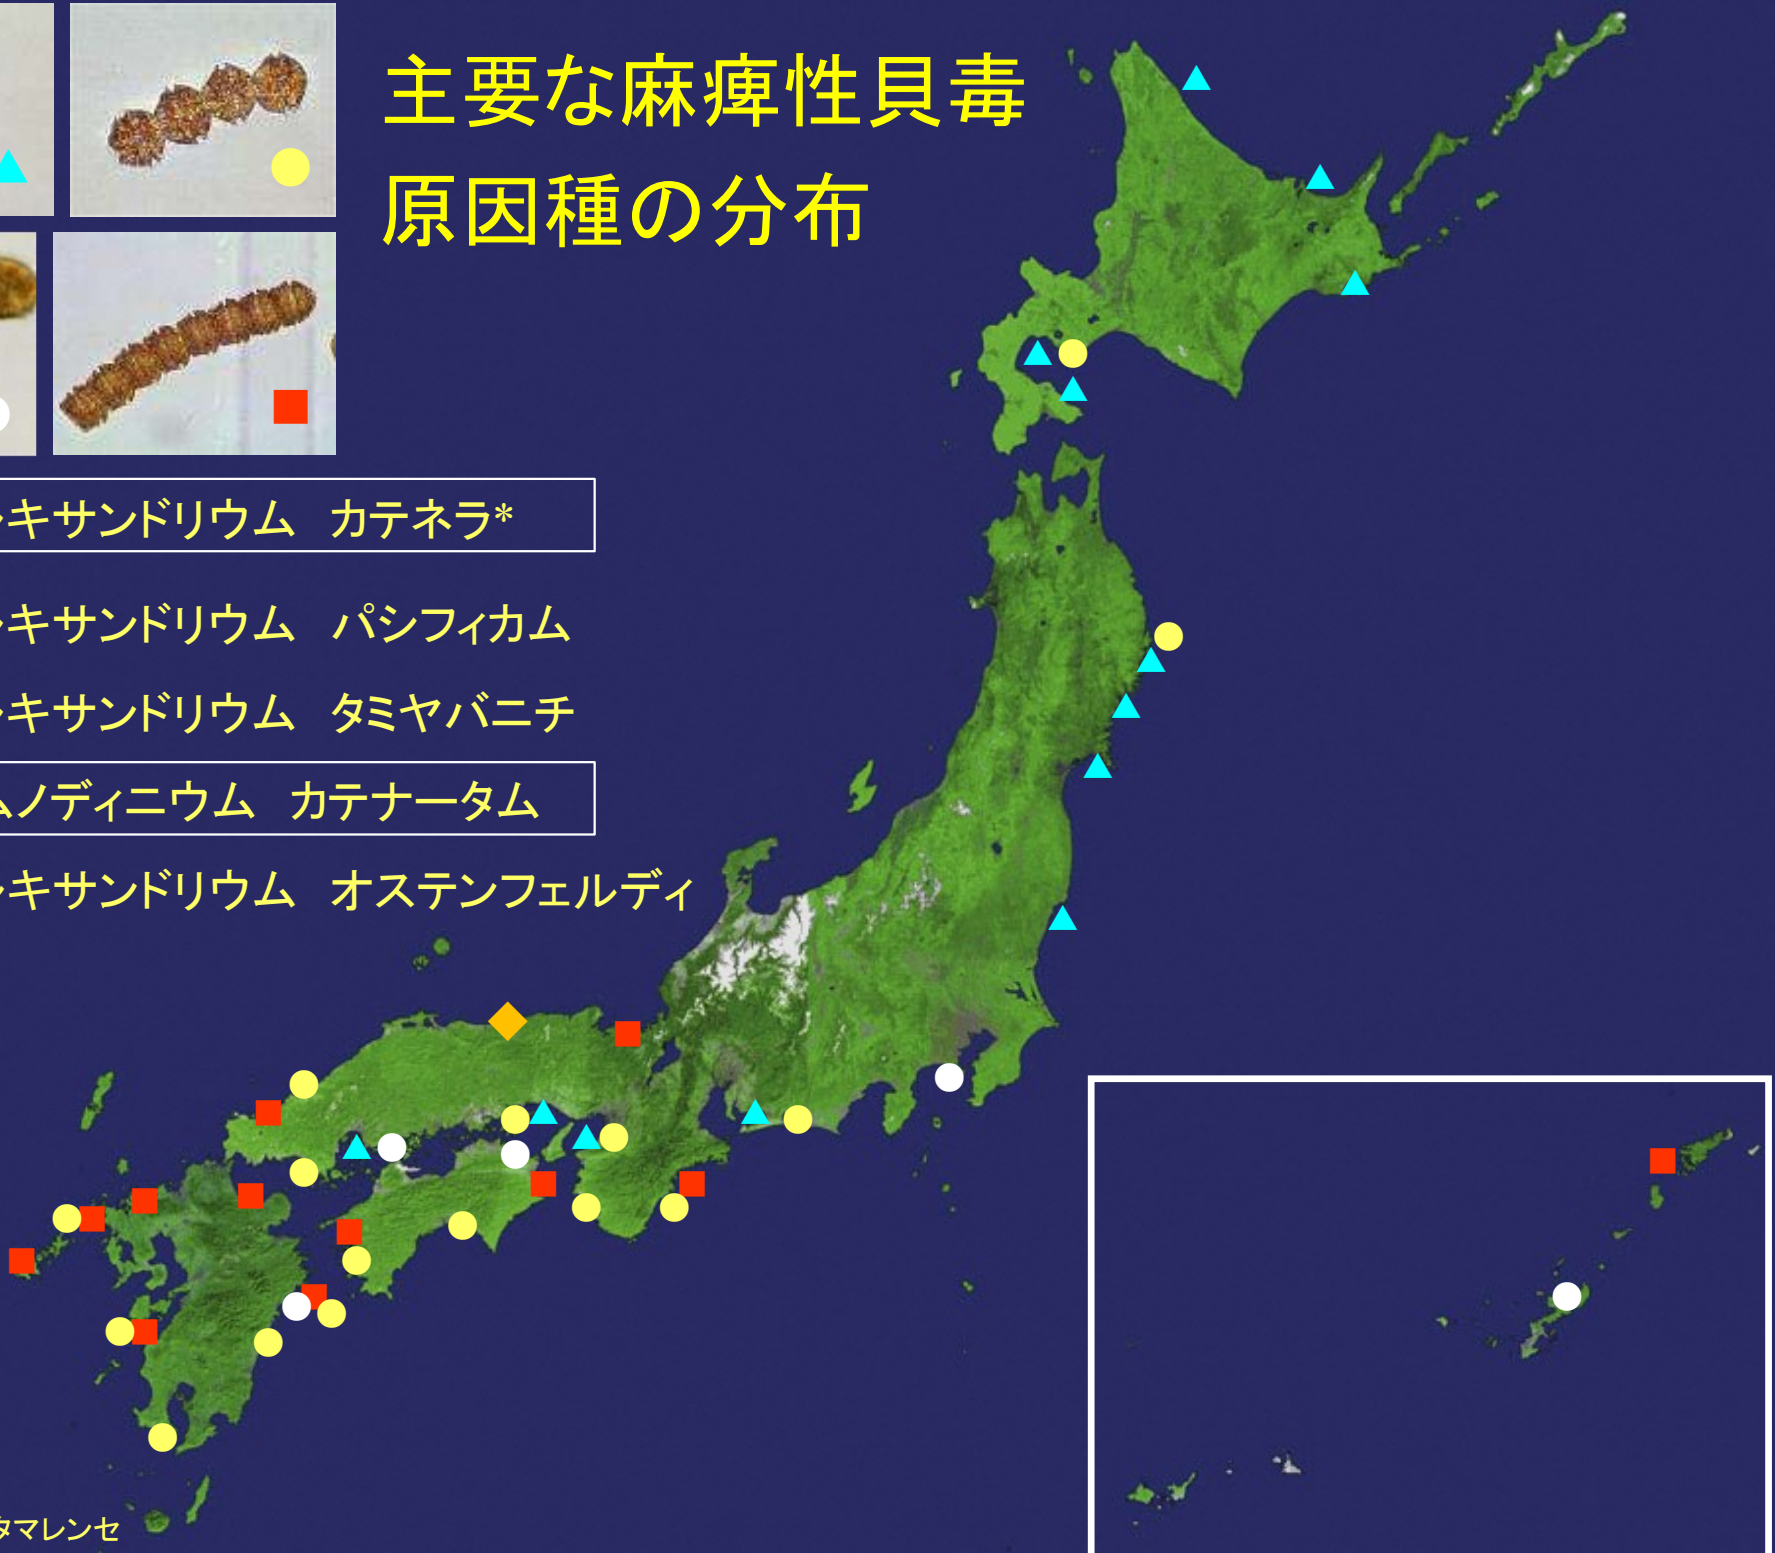 主要な麻痺性貝毒
原因種の分布
キサンドリウム　カテネラ*
キサンドリウム　パシフィカム
キサンドリウム　タミヤバニチ
ムノディニウム　カテナータム
キサンドリウム　オステンフェルディ
タマレンセ